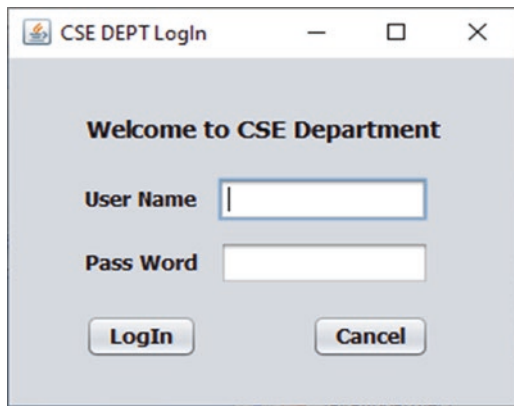 CSE DEPT LogIn
Welcome to CSE Department
User Name
Pass Word
LogIn Cancel